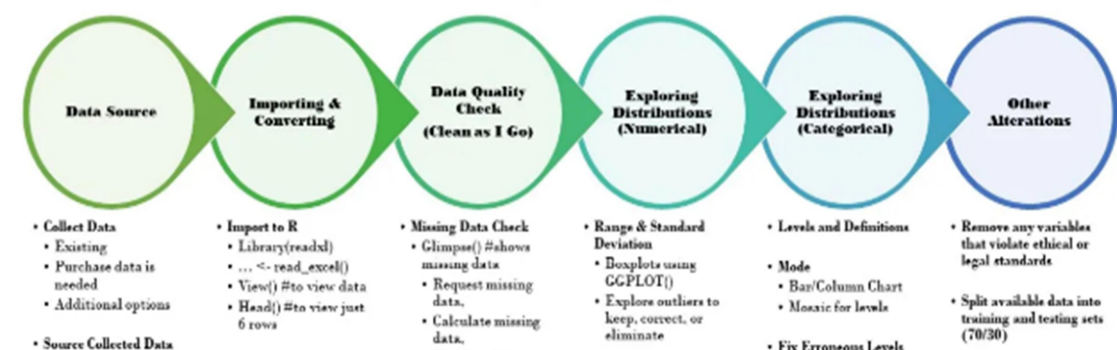 Data Source
Importing &
Converting
Data Quality
Check
(Clean as I Go)
Exploring
Distributions
(Numerical)
Exploring
Distributions
(Categorical)
Other
Alterations
• Collect Data
• Existing
• Purchase data is
needed
• Additional options
• Source Collected Data
• Import to R
• Library(readxl)
• ... <- read_excel()
• View() #to view data
• Head() #to view just
6 rows
• Missing Data Check
• Glimpse() #shows
missing data
• Request missing
data,
• Calculate missing
data,
• Range & Standard
Deviation
• Boxplots using
GGPLOT()
• Explore outliers to
keep, correct, or
eliminate
• Levels and Definitions
• Mode
• Bar/Column Chart
• Mosaic for levels
• Fix Erroneous Levels
• Remove any variables
that violate ethical or
legal standards
• Split available data into
training and testing sets
(70/30)